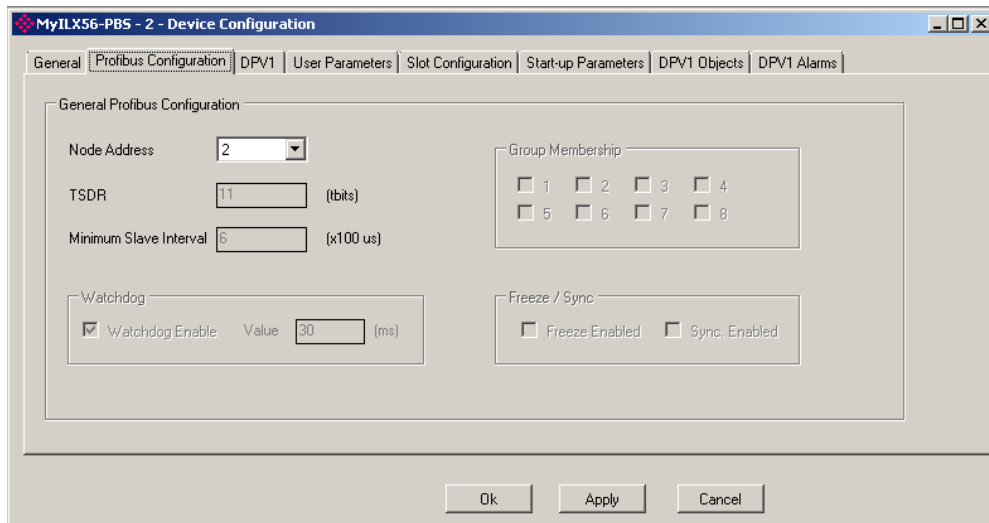 MyILX56-PBS - 2 - Device Configuration
General Profibus Configuration DPV1 User Parameters Slot Configuration Start-up Parameters DPV1 Objects DPV1 Alarms
General Profibus Configuration
Node Address 2
TSDR 11 (tbits)
Minimum Slave Interval 6 (x100 us)
Group Membership
1 2 3 4
5 6 7 8
Watchdog
Watchdog Enable Value 30 (ms)
Freeze / Sync
Freeze Enabled Sync. Enabled
Ok Apply Cancel